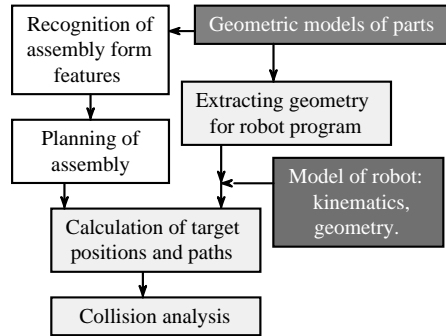 Recognition of
assembly form
features
Geometric models of parts
Extracting geometry
for robot program
Planning of
assembly
Model of robot:
kinematics,
geometry.
Calculation of target
positions and paths
Collision analysis